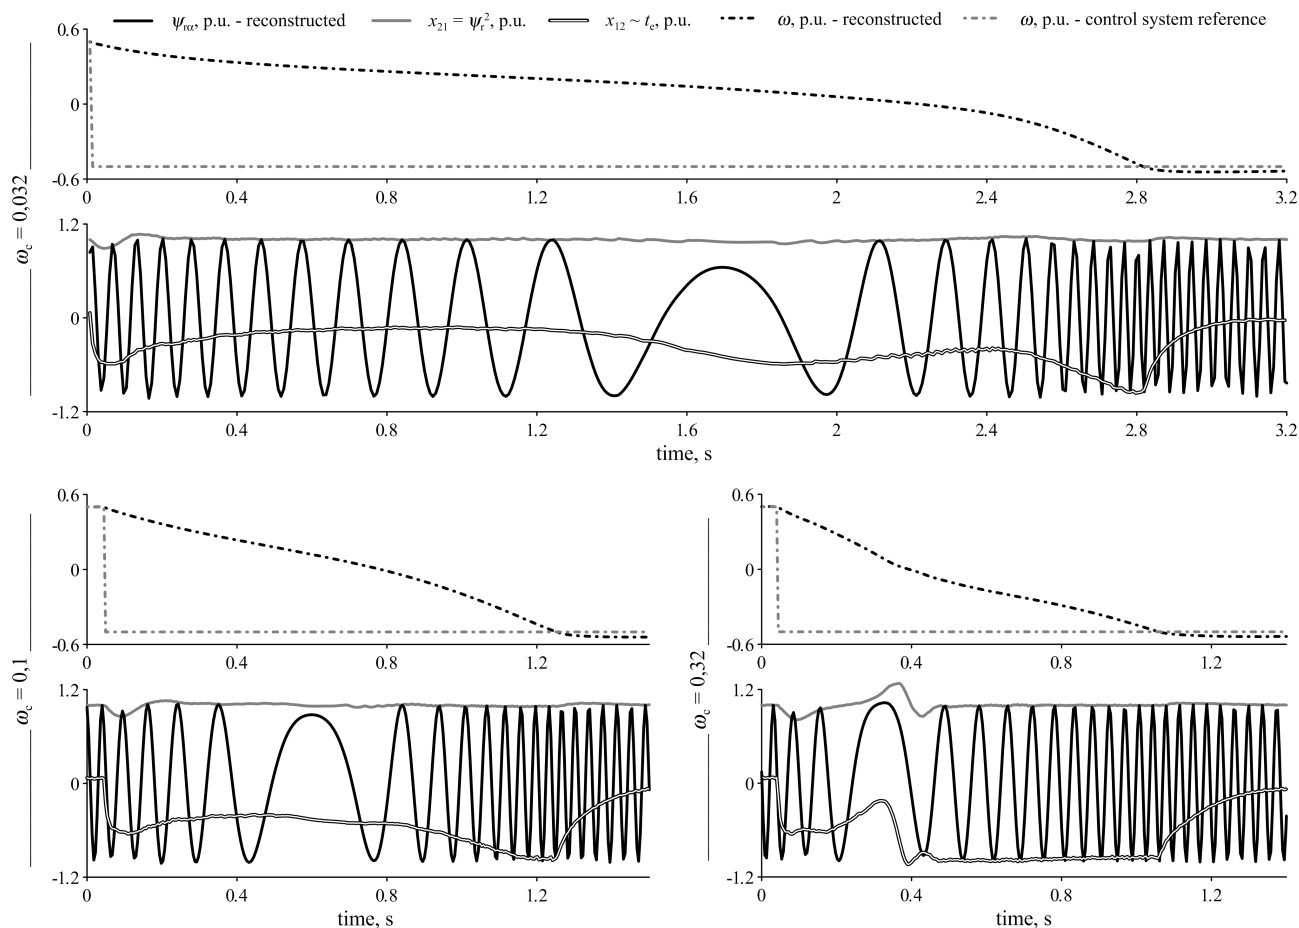 ψrα, p.u. - reconstructed x21 = ψr², p.u. x12 ~ te, p.u. ω, p.u. - reconstructed ω, p.u. - control system reference
0.6
0
-0.6
0 0.4 0.8 1.2 1.6 2 2.4 2.8 3.2
ωc = 0,032
1.2
0
-1.2
0 0.4 0.8 1.2 1.6 2 2.4 2.8 3.2
time, s
0.6
0
-0.6
0 0.4 0.8 1.2
ωc = 0,1
1.2
0
-1.2
0 0.4 0.8 1.2
time, s
0.6
0
-0.6
0 0.4 0.8 1.2
ωc = 0,32
1.2
0
-1.2
0 0.4 0.8 1.2
time, s